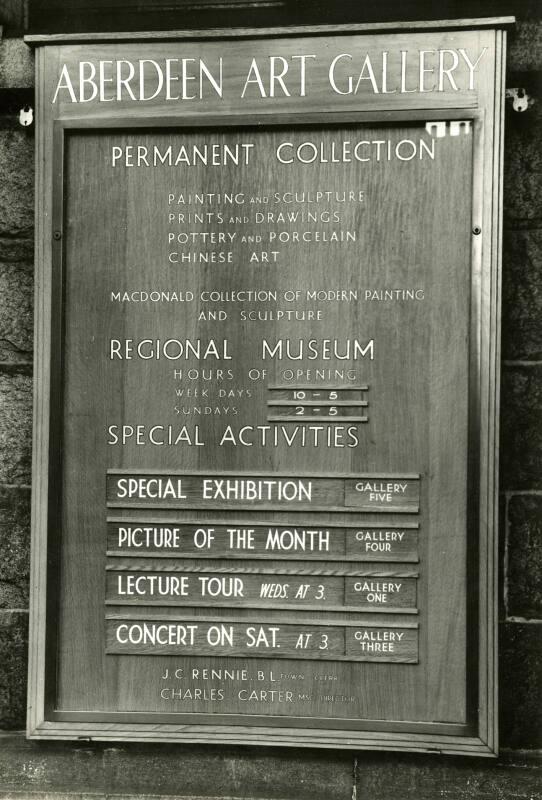 ABERDEEN ART GALLERY
PERMANENT COLLECTION
PAINTING AND SCULPTURE
PRINTS AND DRAWINGS
POTTERY AND PORCELAIN
CHINESE ART
MACDONALD COLLECTION OF MODERN PAINTING
AND SCULPTURE
REGIONAL MUSEUM
HOURS OF OPENING
WEEK DAYS 10 - 5
SUNDAYS 2 - 5
SPECIAL ACTIVITIES
SPECIAL EXHIBITION GALLERY FIVE
PICTURE OF THE MONTH GALLERY FOUR
LECTURE TOUR WEDS. AT 3. GALLERY ONE
CONCERT ON SAT. AT 3. GALLERY THREE
J.C. RENNIE, B.L. TOWN CLERK
CHARLES CARTER DIRECTOR